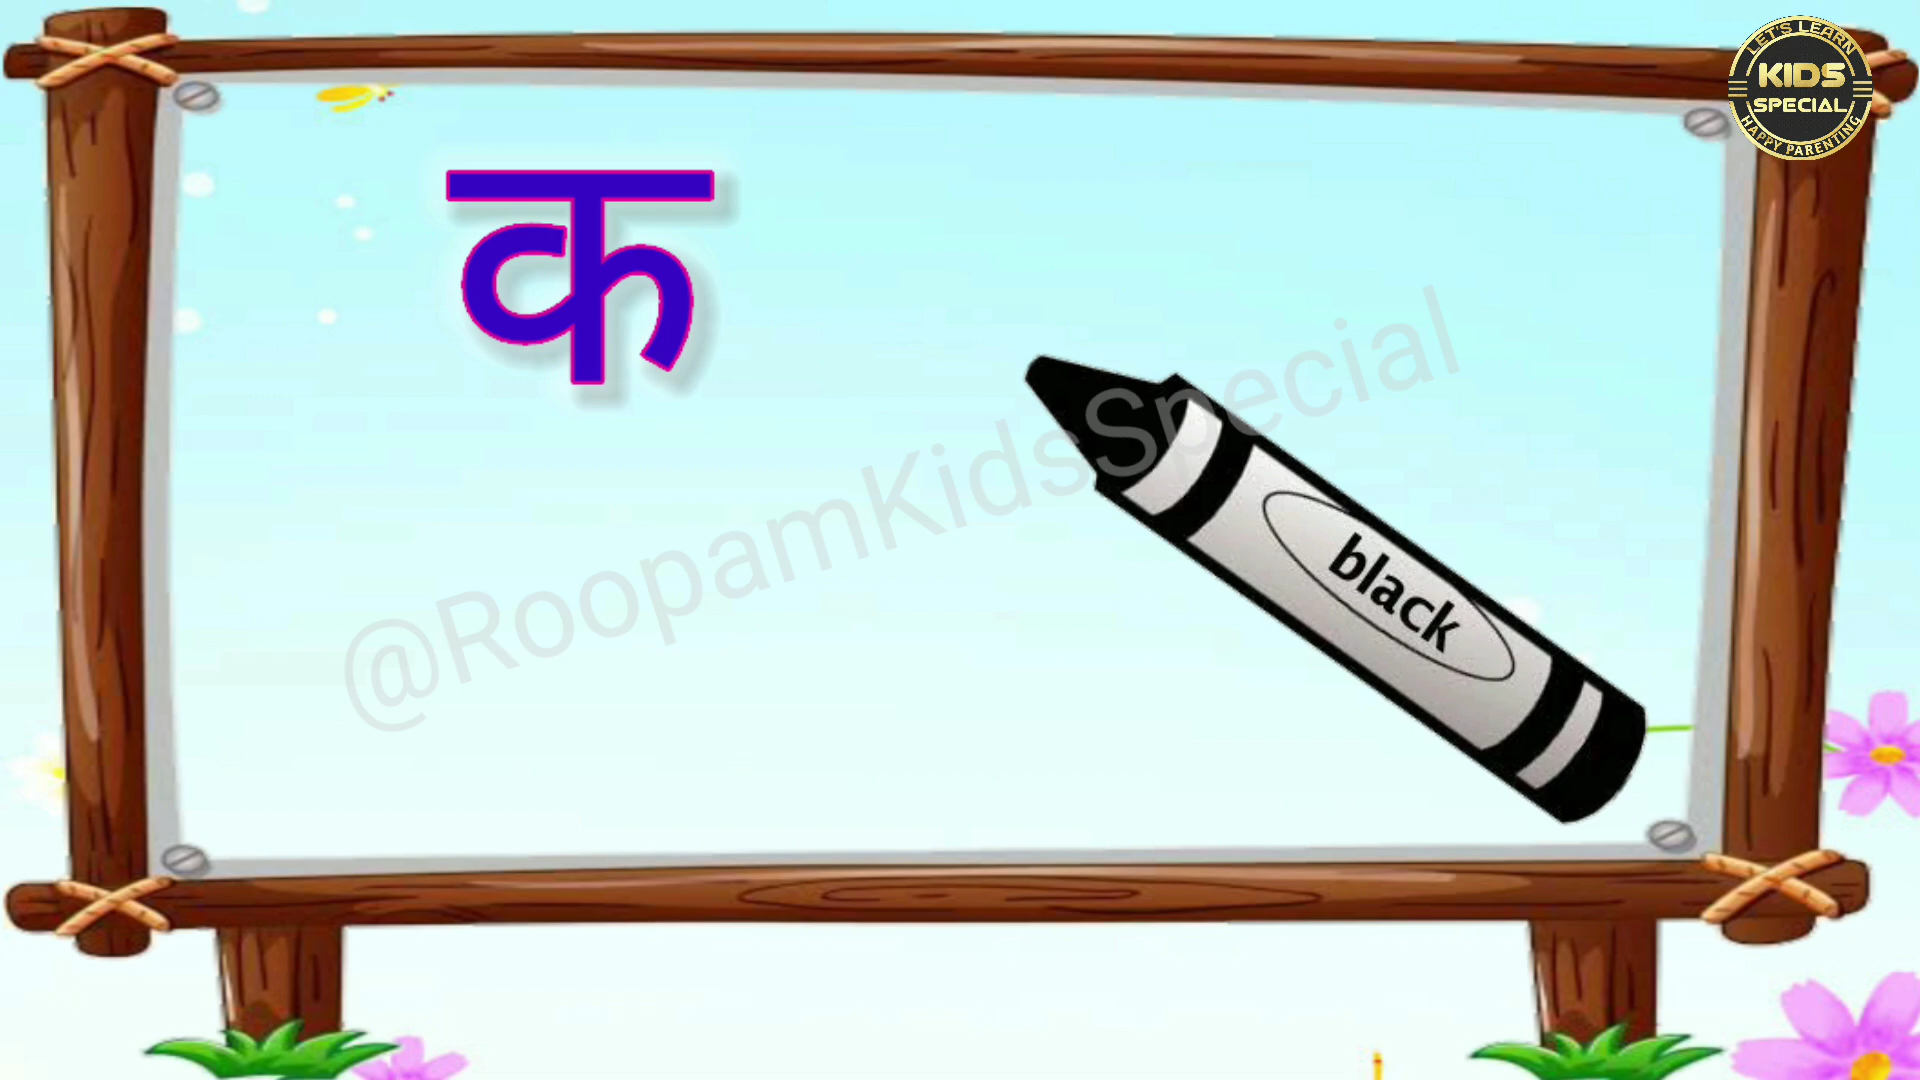 LET'S LEARN
KIDS
SPECIAL
HAPPY PARENTING
क
@RoopamKidsSpecial
black